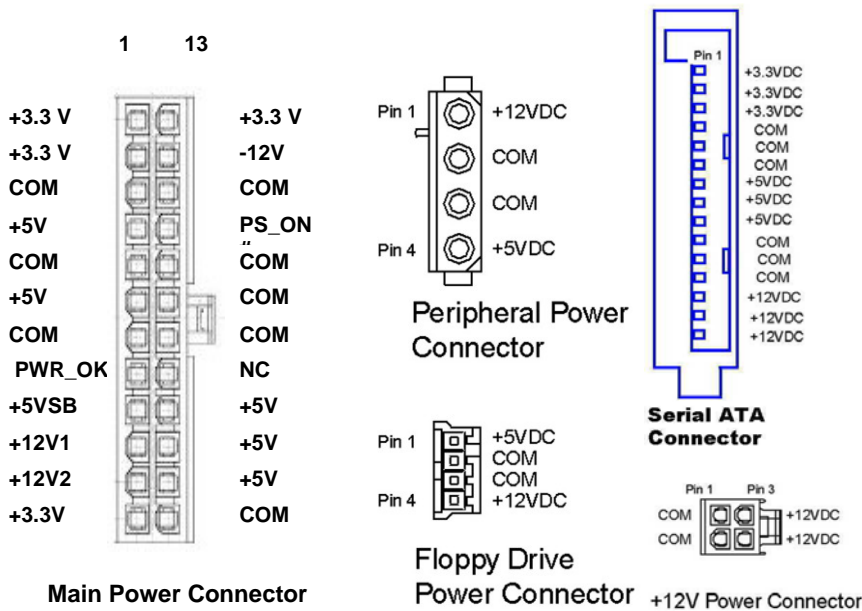 1 13
+3.3 V +3.3 V
+3.3 V -12V
COM COM
+5V PS_ON
COM COM
+5V COM
COM COM
PWR_OK NC
+5VSB +5V
+12V1 +5V
+12V2 +5V
+3.3V COM
Main Power Connector
Pin 1 +12VDC
COM
COM
Pin 4 +5VDC
Peripheral Power
Connector
Pin 1 +5VDC
COM
COM
Pin 4 +12VDC
Floppy Drive
Power Connector
Pin 1
+3.3VDC
+3.3VDC
+3.3VDC
COM
COM
COM
+5VDC
+5VDC
+5VDC
COM
COM
COM
+12VDC
+12VDC
+12VDC
Serial ATA
Connector
Pin 1 Pin 3
COM +12VDC
COM +12VDC
+12V Power Connector